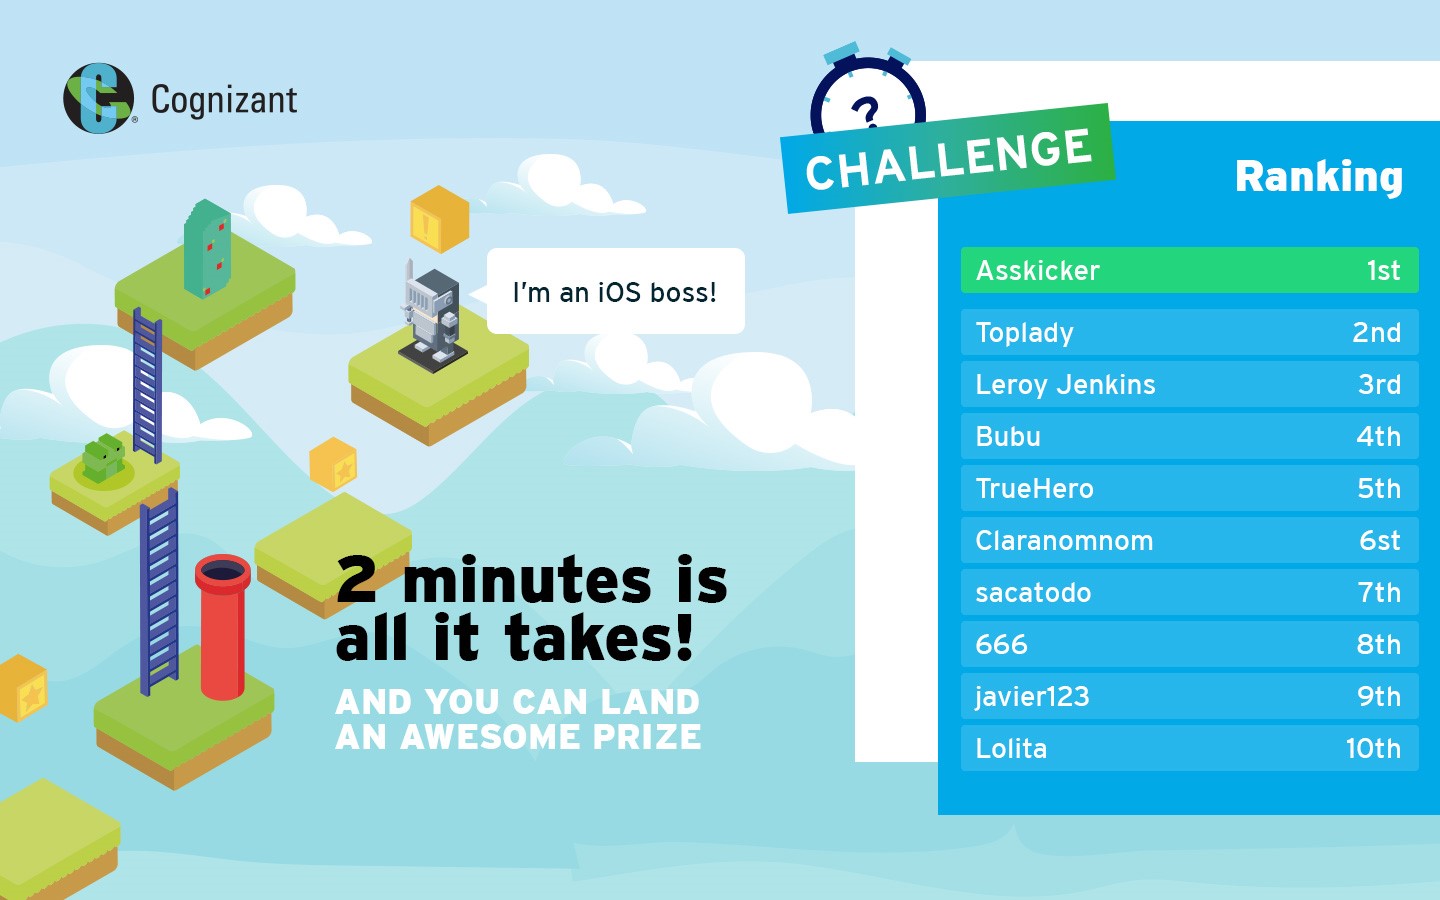 Cognizant
®
?
CHALLENGE
Ranking
!
I'm an iOS boss!
Asskicker 1st
Toplady 2nd
Leroy Jenkins 3rd
Bubu 4th
TrueHero 5th
Claranomnom 6st
sacatodo 7th
666 8th
javier123 9th
Lolita 10th
2 minutes is
all it takes!
AND YOU CAN LAND
AN AWESOME PRIZE